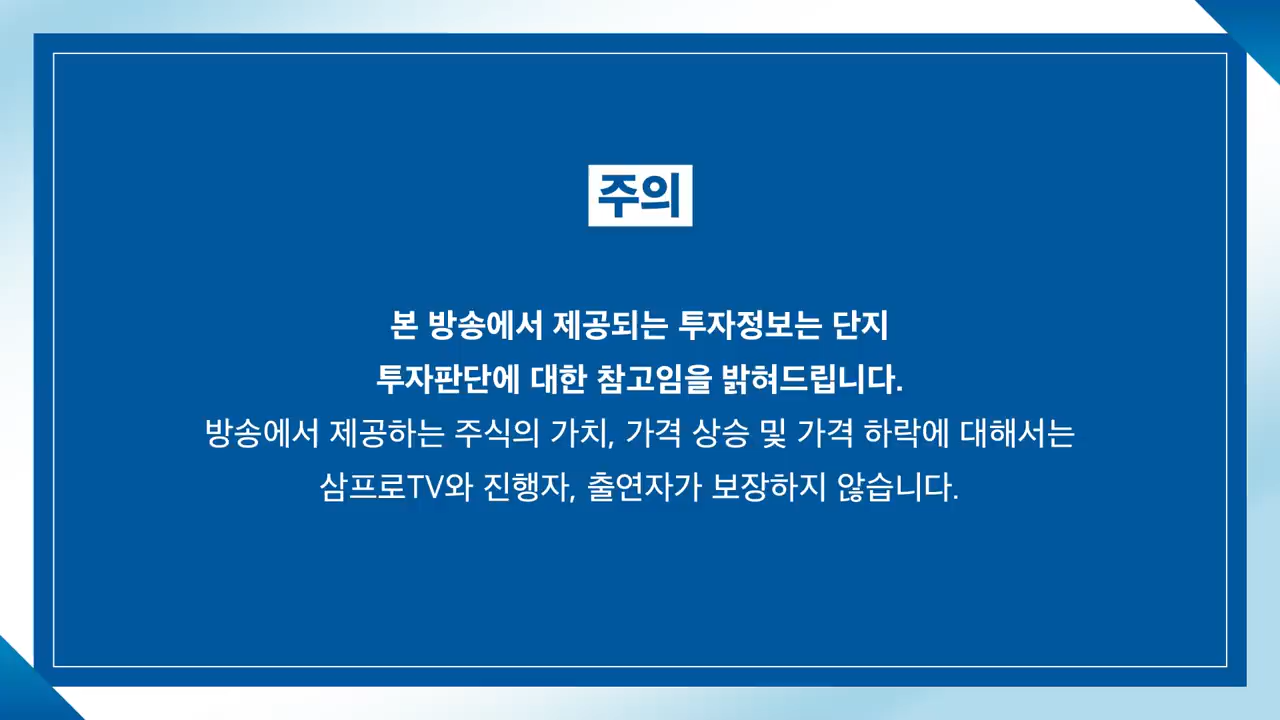 주의
본 방송에서 제공되는 투자정보는 단지
투자판단에 대한 참고임을 밝혀드립니다.
방송에서 제공하는 주식의 가치, 가격 상승 및 가격 하락에 대해서는
삼프로TV와 진행자, 출연자가 보장하지 않습니다.